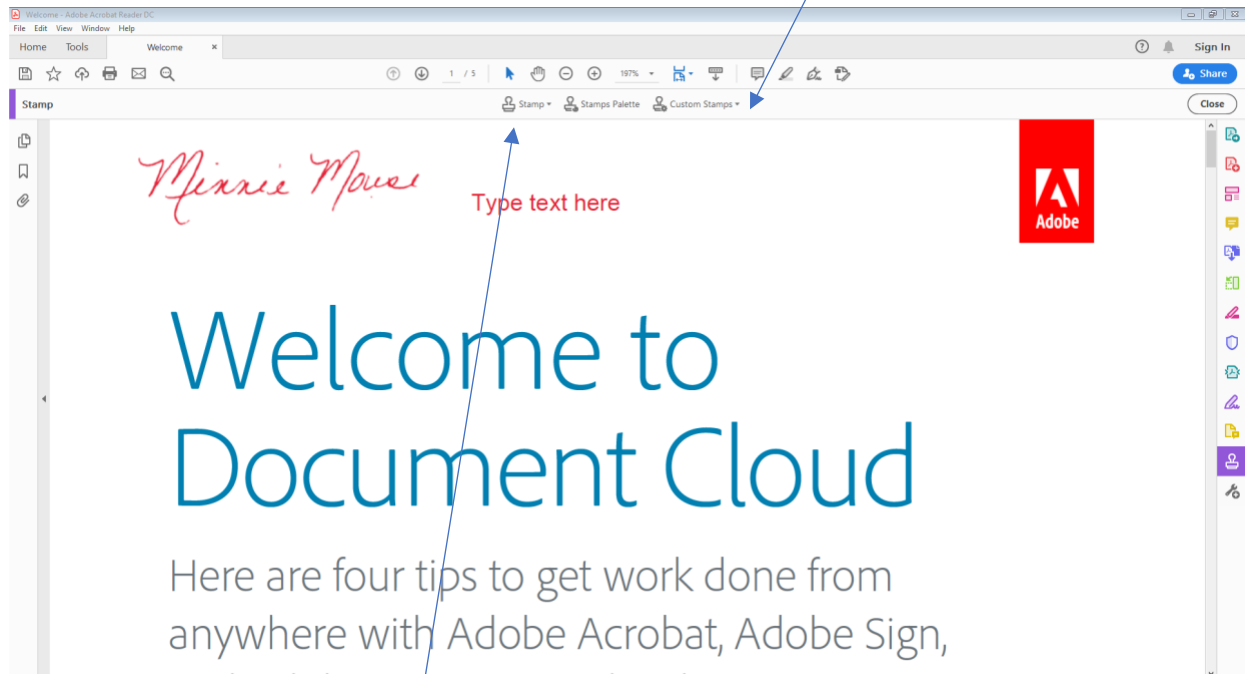 Welcome - Adobe Acrobat Reader DC
File Edit View Window Help
Home Tools Welcome × Sign In
1 / 5 197% Share
Stamp Stamp Stamps Palette Custom Stamps Close
Minnie Mouse
Type text here
Adobe
Welcome to
Document Cloud
Here are four tips to get work done from
anywhere with Adobe Acrobat, Adobe Sign,